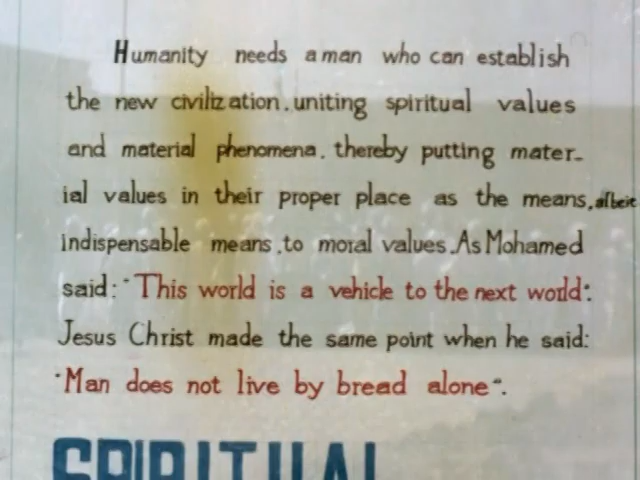 Humanity needs a man who can establish
the new civilization, uniting spiritual values
and material phenomena, thereby putting mater-
ial values in their proper place as the means, albeit
indispensable means, to moral values. As Mohamed
said: "This world is a vehicle to the next world".
Jesus Christ made the same point when he said:
"Man does not live by bread alone".
SPIRITUAL